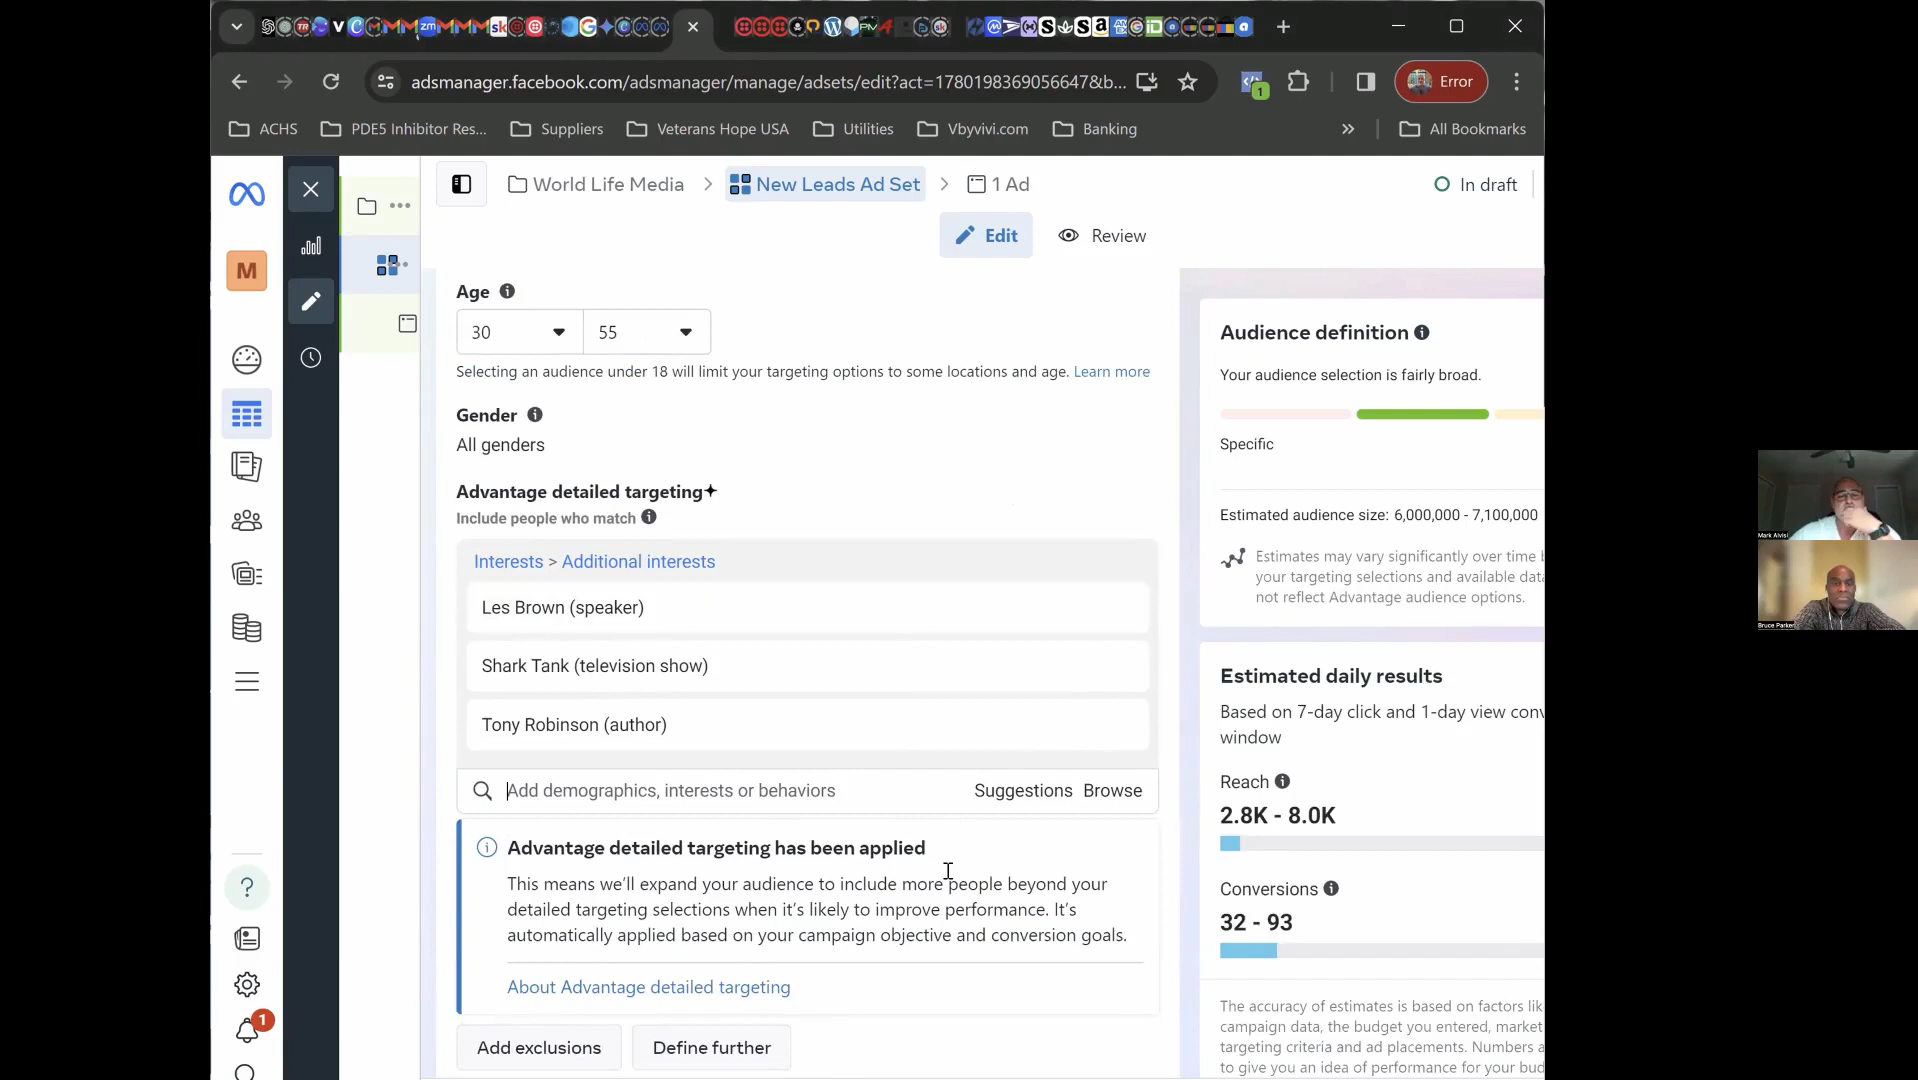 Error
adsmanager.facebook.com/adsmanager/manage/adsets/edit?act=1780198369056647&b...
1
ACHS
PDE5 Inhibitor Res...
Suppliers
Veterans Hope USA
Utilities
Vbyvivi.com
Banking
»
All Bookmarks
World Life Media > New Leads Ad Set > 1 Ad
In draft
Edit
Review
M
Age
30
55
Selecting an audience under 18 will limit your targeting options to some locations and age. Learn more
Gender
All genders
Advantage detailed targeting
Include people who match
Interests > Additional interests
Les Brown (speaker)
Shark Tank (television show)
Tony Robinson (author)
Add demographics, interests or behaviors
Suggestions
Browse
Advantage detailed targeting has been applied
This means we'll expand your audience to include more people beyond your
detailed targeting selections when it's likely to improve performance. It's
automatically applied based on your campaign objective and conversion goals.
About Advantage detailed targeting
Add exclusions
Define further
Audience definition
Your audience selection is fairly broad.
Specific
Estimated audience size: 6,000,000 - 7,100,000
Estimates may vary significantly over time b
your targeting selections and available dat
not reflect Advantage audience options.
Estimated daily results
Based on 7-day click and 1-day view conv
window
Reach
2.8K - 8.0K
Conversions
32 - 93
The accuracy of estimates is based on factors lik
campaign data, the budget you entered, market
targeting criteria and ad placements. Numbers a
to give you an idea of performance for your bud
?
1
Mark Alvisi
Bruce Parker